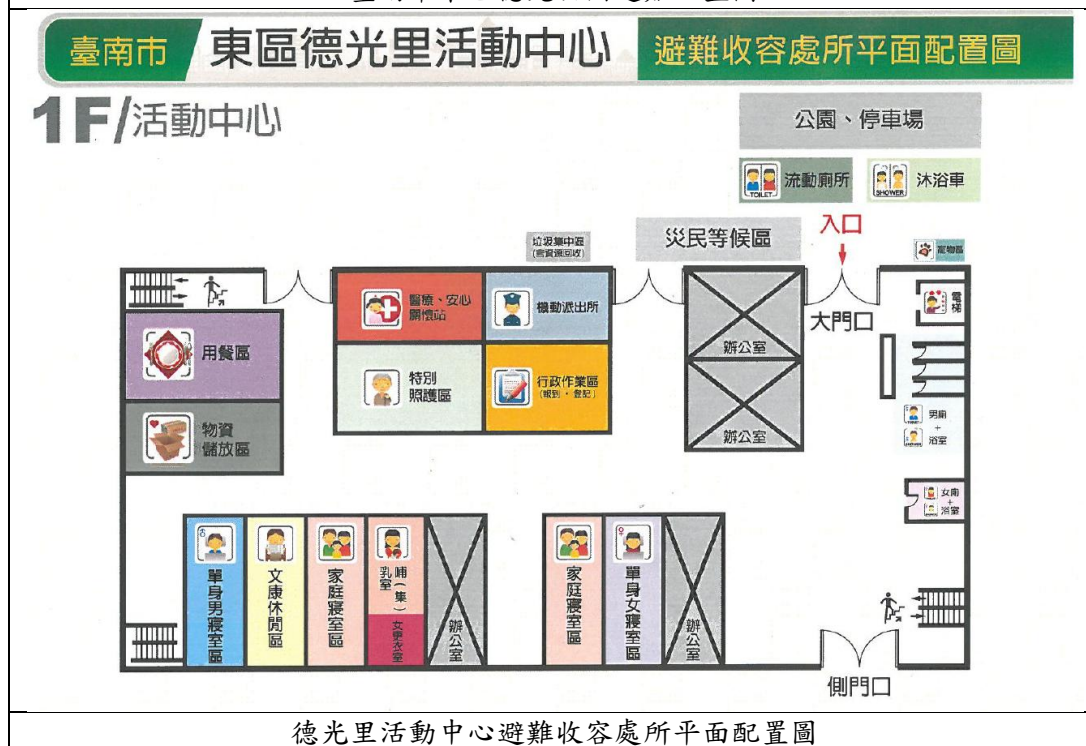 臺南市 東區德光里活動中心 避難收容處所平面配置圖
1F/活動中心
公園、停車場
TOILET 流動廁所
SHOWER 沐浴車
垃圾集中區
(含資源回收)
災民等候區
入口
寵物區
醫療、安心
關懷站
機動派出所
電梯
大門口
辦公室
用餐區
特別
照護區
行政作業區
(報到、登記)
辦公室
男廁
+
浴室
物資
儲放區
女廁
+
浴室
單身男寢室區
文康休閒區
家庭寢室區
哺(集)乳室
女更衣室
辦公室
家庭寢室區
單身女寢室區
辦公室
側門口
德光里活動中心避難收容處所平面配置圖